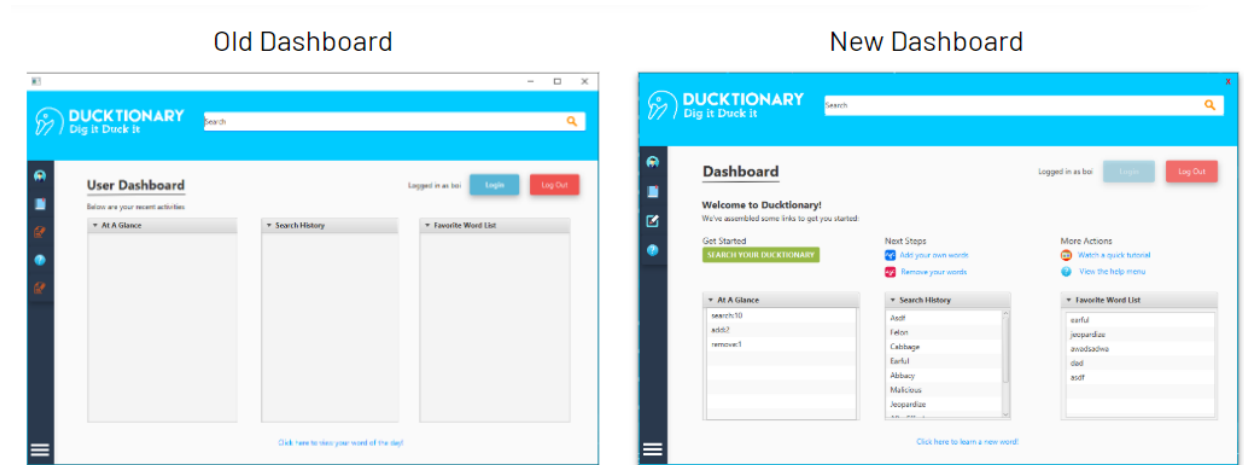 Old Dashboard
New Dashboard
DUCKTIONARY
Dig it Duck it
Search
User Dashboard
Logged in as boi
Login
Log Out
Below are your recent activities
At A Glance
Search History
Favorite Word List
Click here to view your word of the day!
X
DUCKTIONARY
Dig it Duck it
Search
Dashboard
Logged in as boi
Login
Log Out
Welcome to Ducktionary!
We've assembled some links to get you started:
Get Started
Next Steps
More Actions
SEARCH YOUR DUCKTIONARY
Add your own words
Watch a quick tutorial
Remove your words
View the help menu
At A Glance
search:10
add:2
remove:1
Search History
Asdf
Felon
Cabbage
Earful
Abbacy
Malicious
Jeopardize
Favorite Word List
earful
jeopardize
awadsadwa
dad
asdf
Click here to learn a new word!